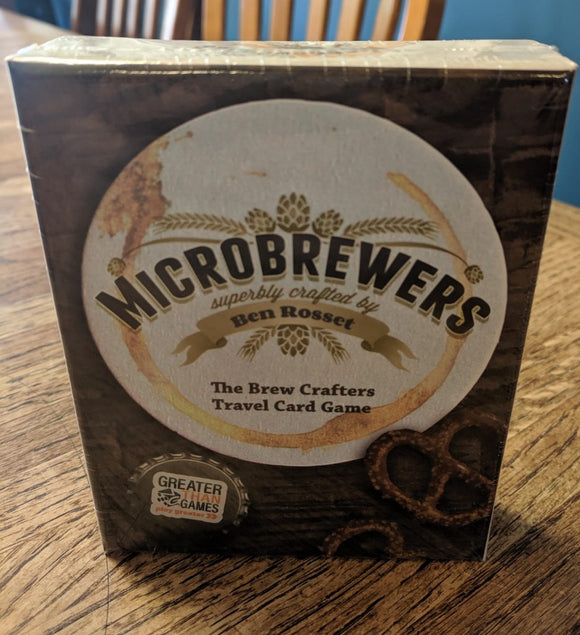 MICROBREWERS
superbly crafted by
Ben Rosset
The Brew Crafters
Travel Card Game
GREATER
THAN
GAMES
play greater